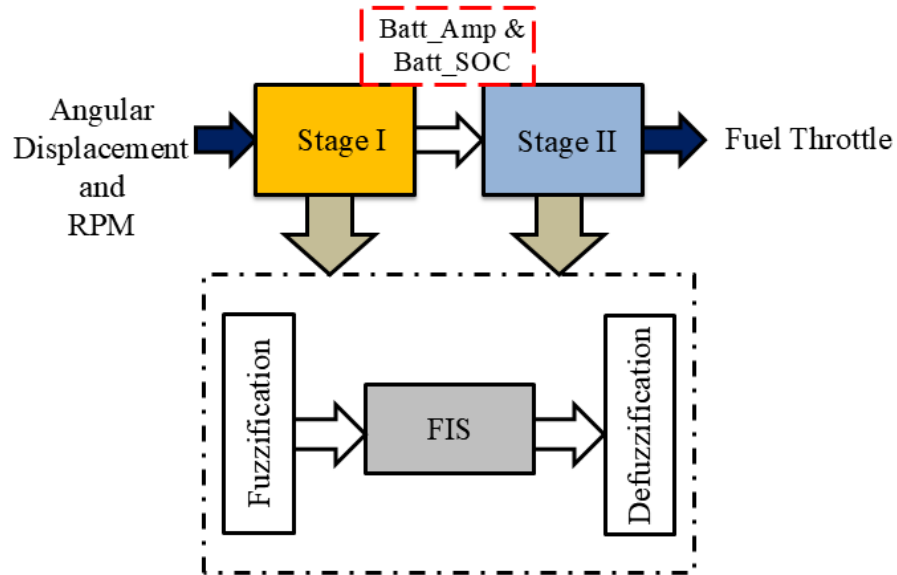 Batt_Amp &
Batt_SOC
Angular
Displacement
and
RPM
Stage I
Stage II
Fuel Throttle
Fuzzification
FIS
Defuzzification